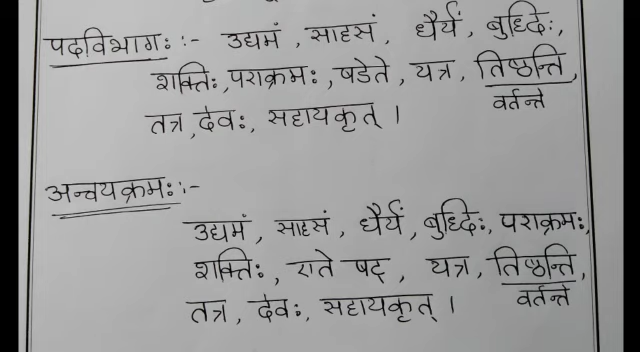 पदविभागः :- उद्यमं , साहसं , धैर्यं , बुध्दिः ,
शक्तिः , पराक्रमः , षडेते , यत्र , तिष्ठन्ति ,
वर्तन्ते
तत्र , देवः , सहायकृत् ।
अन्वयक्रमः :-
उद्यमं , साहसं , धैर्यं , बुध्दिः , पराक्रमः ,
शक्तिः , राते षट् , यत्र , तिष्ठन्ति ,
वर्तन्ते
तत्र , देवः , सहायकृत् ।